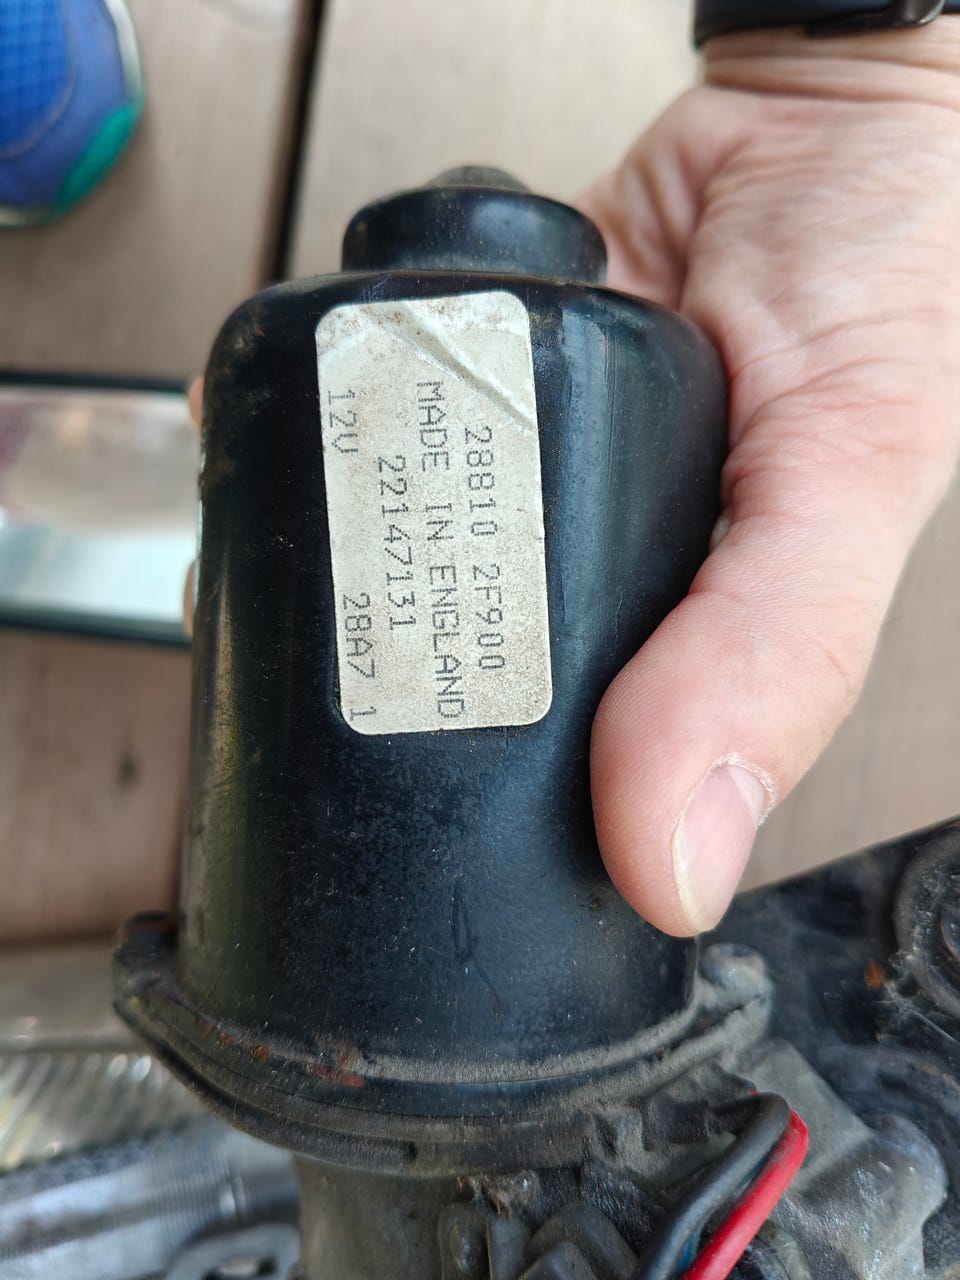 28810 2F900
MADE IN ENGLAND
22147131
12V 28A7 1